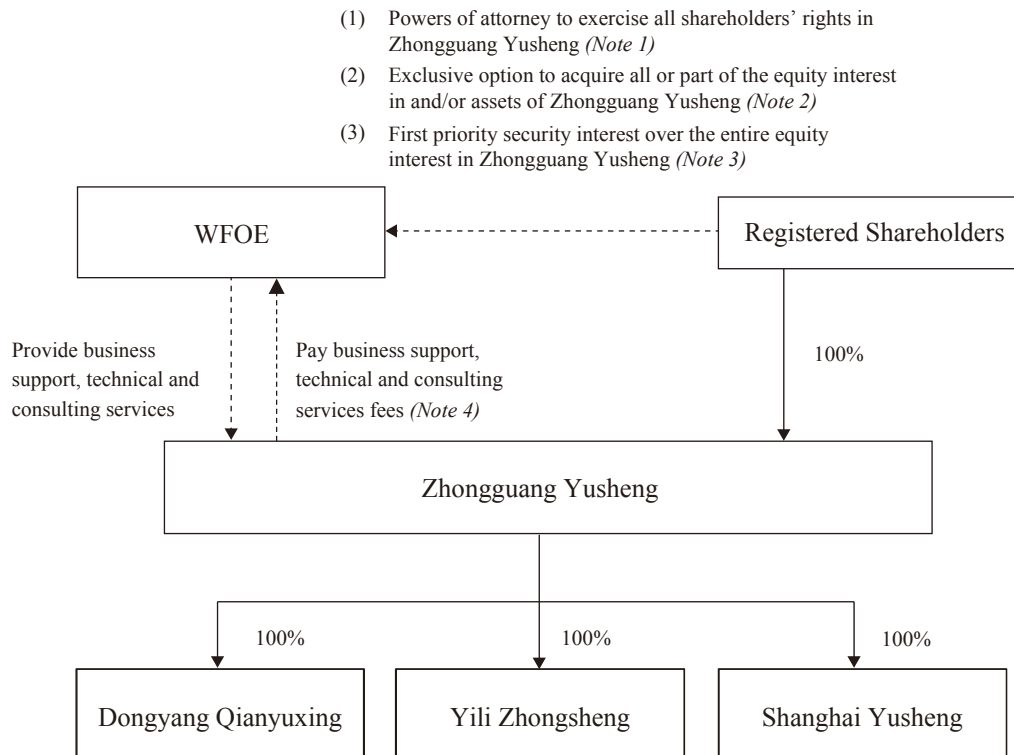 (1) Powers of attorney to exercise all shareholders’ rights in
Zhongguang Yusheng (Note 1)
(2) Exclusive option to acquire all or part of the equity interest
in and/or assets of Zhongguang Yusheng (Note 2)
(3) First priority security interest over the entire equity
interest in Zhongguang Yusheng (Note 3)
WFOE
Registered Shareholders
Provide business
support, technical and
consulting services
Pay business support,
technical and consulting
services fees (Note 4)
100%
Zhongguang Yusheng
100%
100%
100%
Dongyang Qianyuxing
Yili Zhongsheng
Shanghai Yusheng